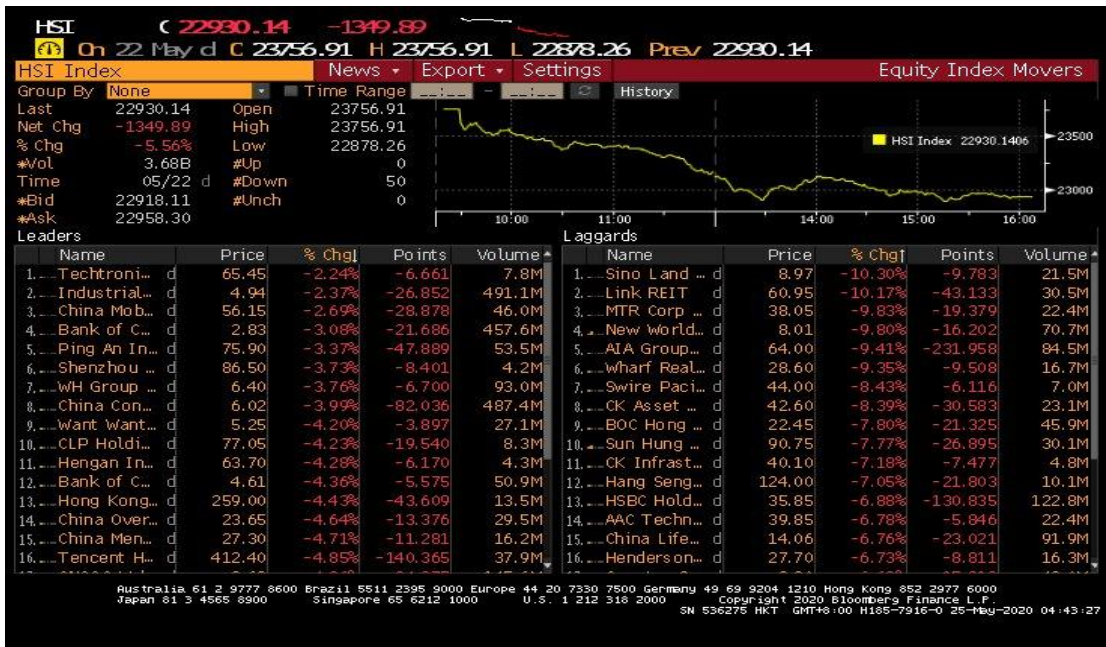 HSI C 22930.14 -1349.89
On 22 May d C 23756.91 H 23756.91 L 22878.26 Prev 22930.14
HSI Index News Export Settings Equity Index Movers
Group By None Time Range __:__ - __:__ History
Last 22930.14 Open 23756.91
Net Chg -1349.89 High 23756.91
% Chg -5.56% Low 22878.26
*Vol 3.68B #Up 0
Time 05/22 d #Down 50
*Bid 22918.11 #Unch 0
*Ask 22958.30
HSI Index 22930.1406
23500
23000
10:00 11:00 14:00 15:00 16:00
Leaders
Name Price % Chg↓ Points Volume
1. Techtroni… d 65.45 -2.24% -6.661 7.8M
2. Industrial… d 4.94 -2.37% -26.852 491.1M
3. China Mob… d 56.15 -2.69% -28.878 46.0M
4. Bank of C… d 2.83 -3.08% -21.686 457.6M
5. Ping An In… d 75.90 -3.37% -47.889 53.5M
6. Shenzhou … d 86.50 -3.73% -8.401 4.2M
7. WH Group … d 6.40 -3.76% -6.700 93.0M
8. China Con… d 6.02 -3.99% -82.036 487.4M
9. Want Want… d 5.25 -4.20% -3.897 27.1M
10. CLP Holdi… d 77.05 -4.23% -19.540 8.3M
11. Hengan In… d 63.70 -4.28% -6.170 4.3M
12. Bank of C… d 4.61 -4.36% -5.575 50.9M
13. Hong Kong… d 259.00 -4.43% -43.609 13.5M
14. China Over… d 23.65 -4.64% -13.376 29.5M
15. China Men… d 27.30 -4.71% -11.281 16.2M
16. Tencent H… d 412.40 -4.85% -140.365 37.9M
Laggards
Name Price % Chg↑ Points Volume
1. Sino Land … d 8.97 -10.30% -9.783 21.5M
2. Link REIT d 60.95 -10.17% -43.133 30.5M
3. MTR Corp … d 38.05 -9.83% -19.379 22.4M
4. New World… d 8.01 -9.80% -16.202 70.7M
5. AIA Group… d 64.00 -9.41% -231.958 84.5M
6. Wharf Real… d 28.60 -9.35% -9.508 16.7M
7. Swire Paci… d 44.00 -8.43% -6.116 7.0M
8. CK Asset … d 42.60 -8.39% -30.583 23.1M
9. BOC Hong … d 22.45 -7.80% -21.325 45.9M
10. Sun Hung … d 90.75 -7.77% -26.895 30.1M
11. CK Infrast… d 40.10 -7.18% -7.477 4.8M
12. Hang Seng… d 124.00 -7.05% -21.803 10.1M
13. HSBC Hold… d 35.85 -6.88% -130.835 122.8M
14. AAC Techn… d 39.85 -6.78% -5.846 22.4M
15. China Life… d 14.06 -6.76% -23.021 91.9M
16. Henderson… d 27.70 -6.73% -8.811 16.3M
Australia 61 2 9777 8600 Brazil 5511 2395 9000 Europe 44 20 7330 7500 Germany 49 69 9204 1210 Hong Kong 852 2977 6000
Japan 81 3 4565 8900 Singapore 65 6212 1000 U.S. 1 212 318 2000 Copyright 2020 Bloomberg Finance L.P.
SN 536275 HKT GMT+8:00 H185-7916-0 25-May-2020 04:43:27